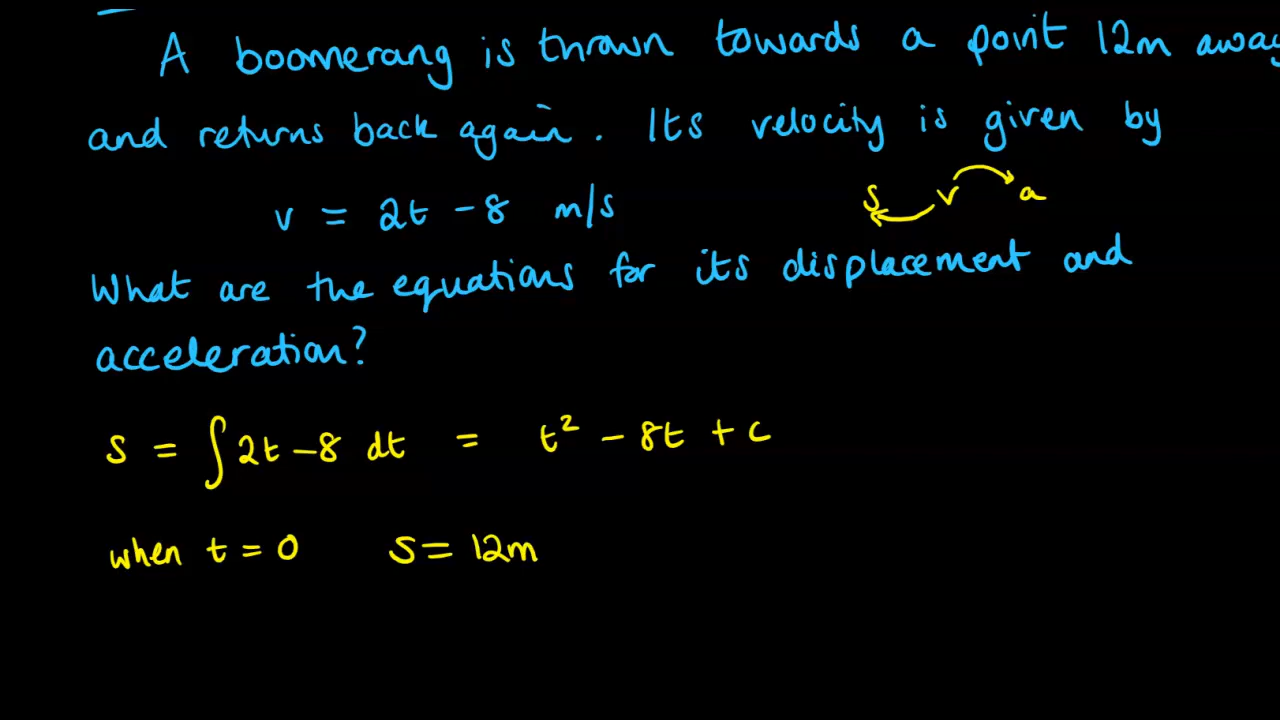 A boomerang is thrown towards a point 12m away
and returns back again. Its velocity is given by
v = 2t - 8 m/s
s v a
What are the equations for its displacement and
acceleration?
s = ∫ 2t - 8 dt = t² - 8t + c
when t = 0 s = 12m